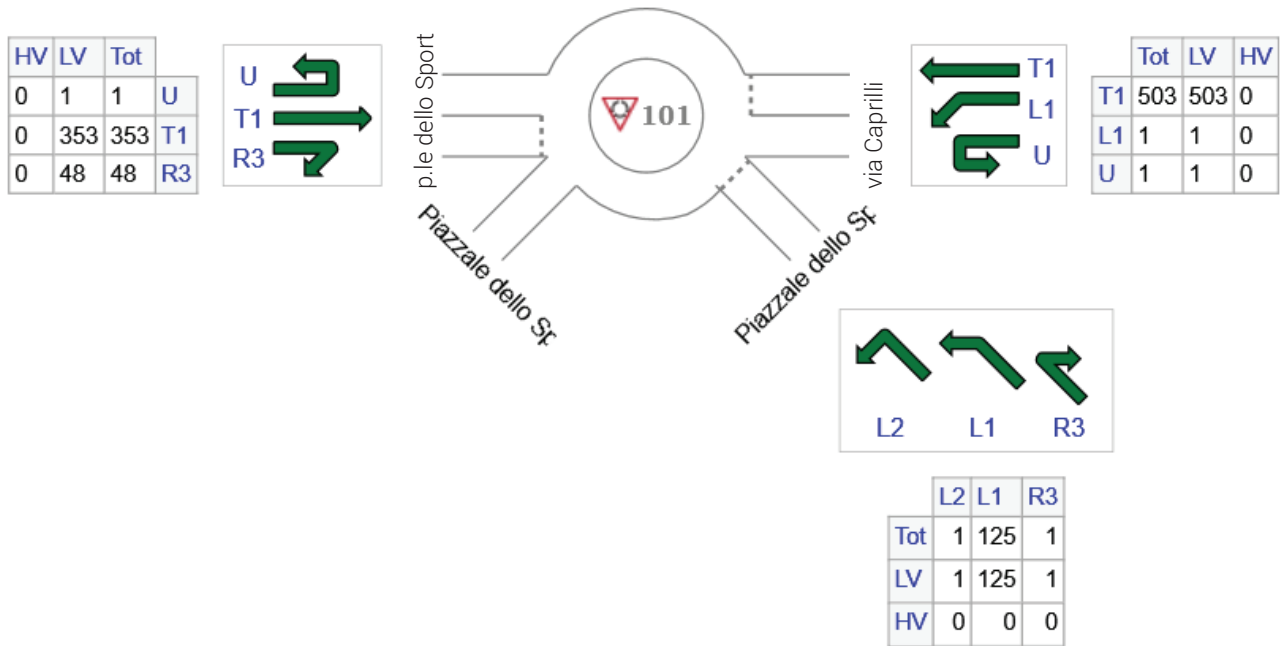 HV LV Tot
0 1 1 U
0 353 353 T1
0 48 48 R3
U
T1
R3
p.le dello Sport
101
via Caprilli
T1
L1
U
Tot LV HV
T1 503 503 0
L1 1 1 0
U 1 1 0
Piazzale dello Sp
Piazzale dello Sp
L2 L1 R3
L2 L1 R3
Tot 1 125 1
LV 1 125 1
HV 0 0 0